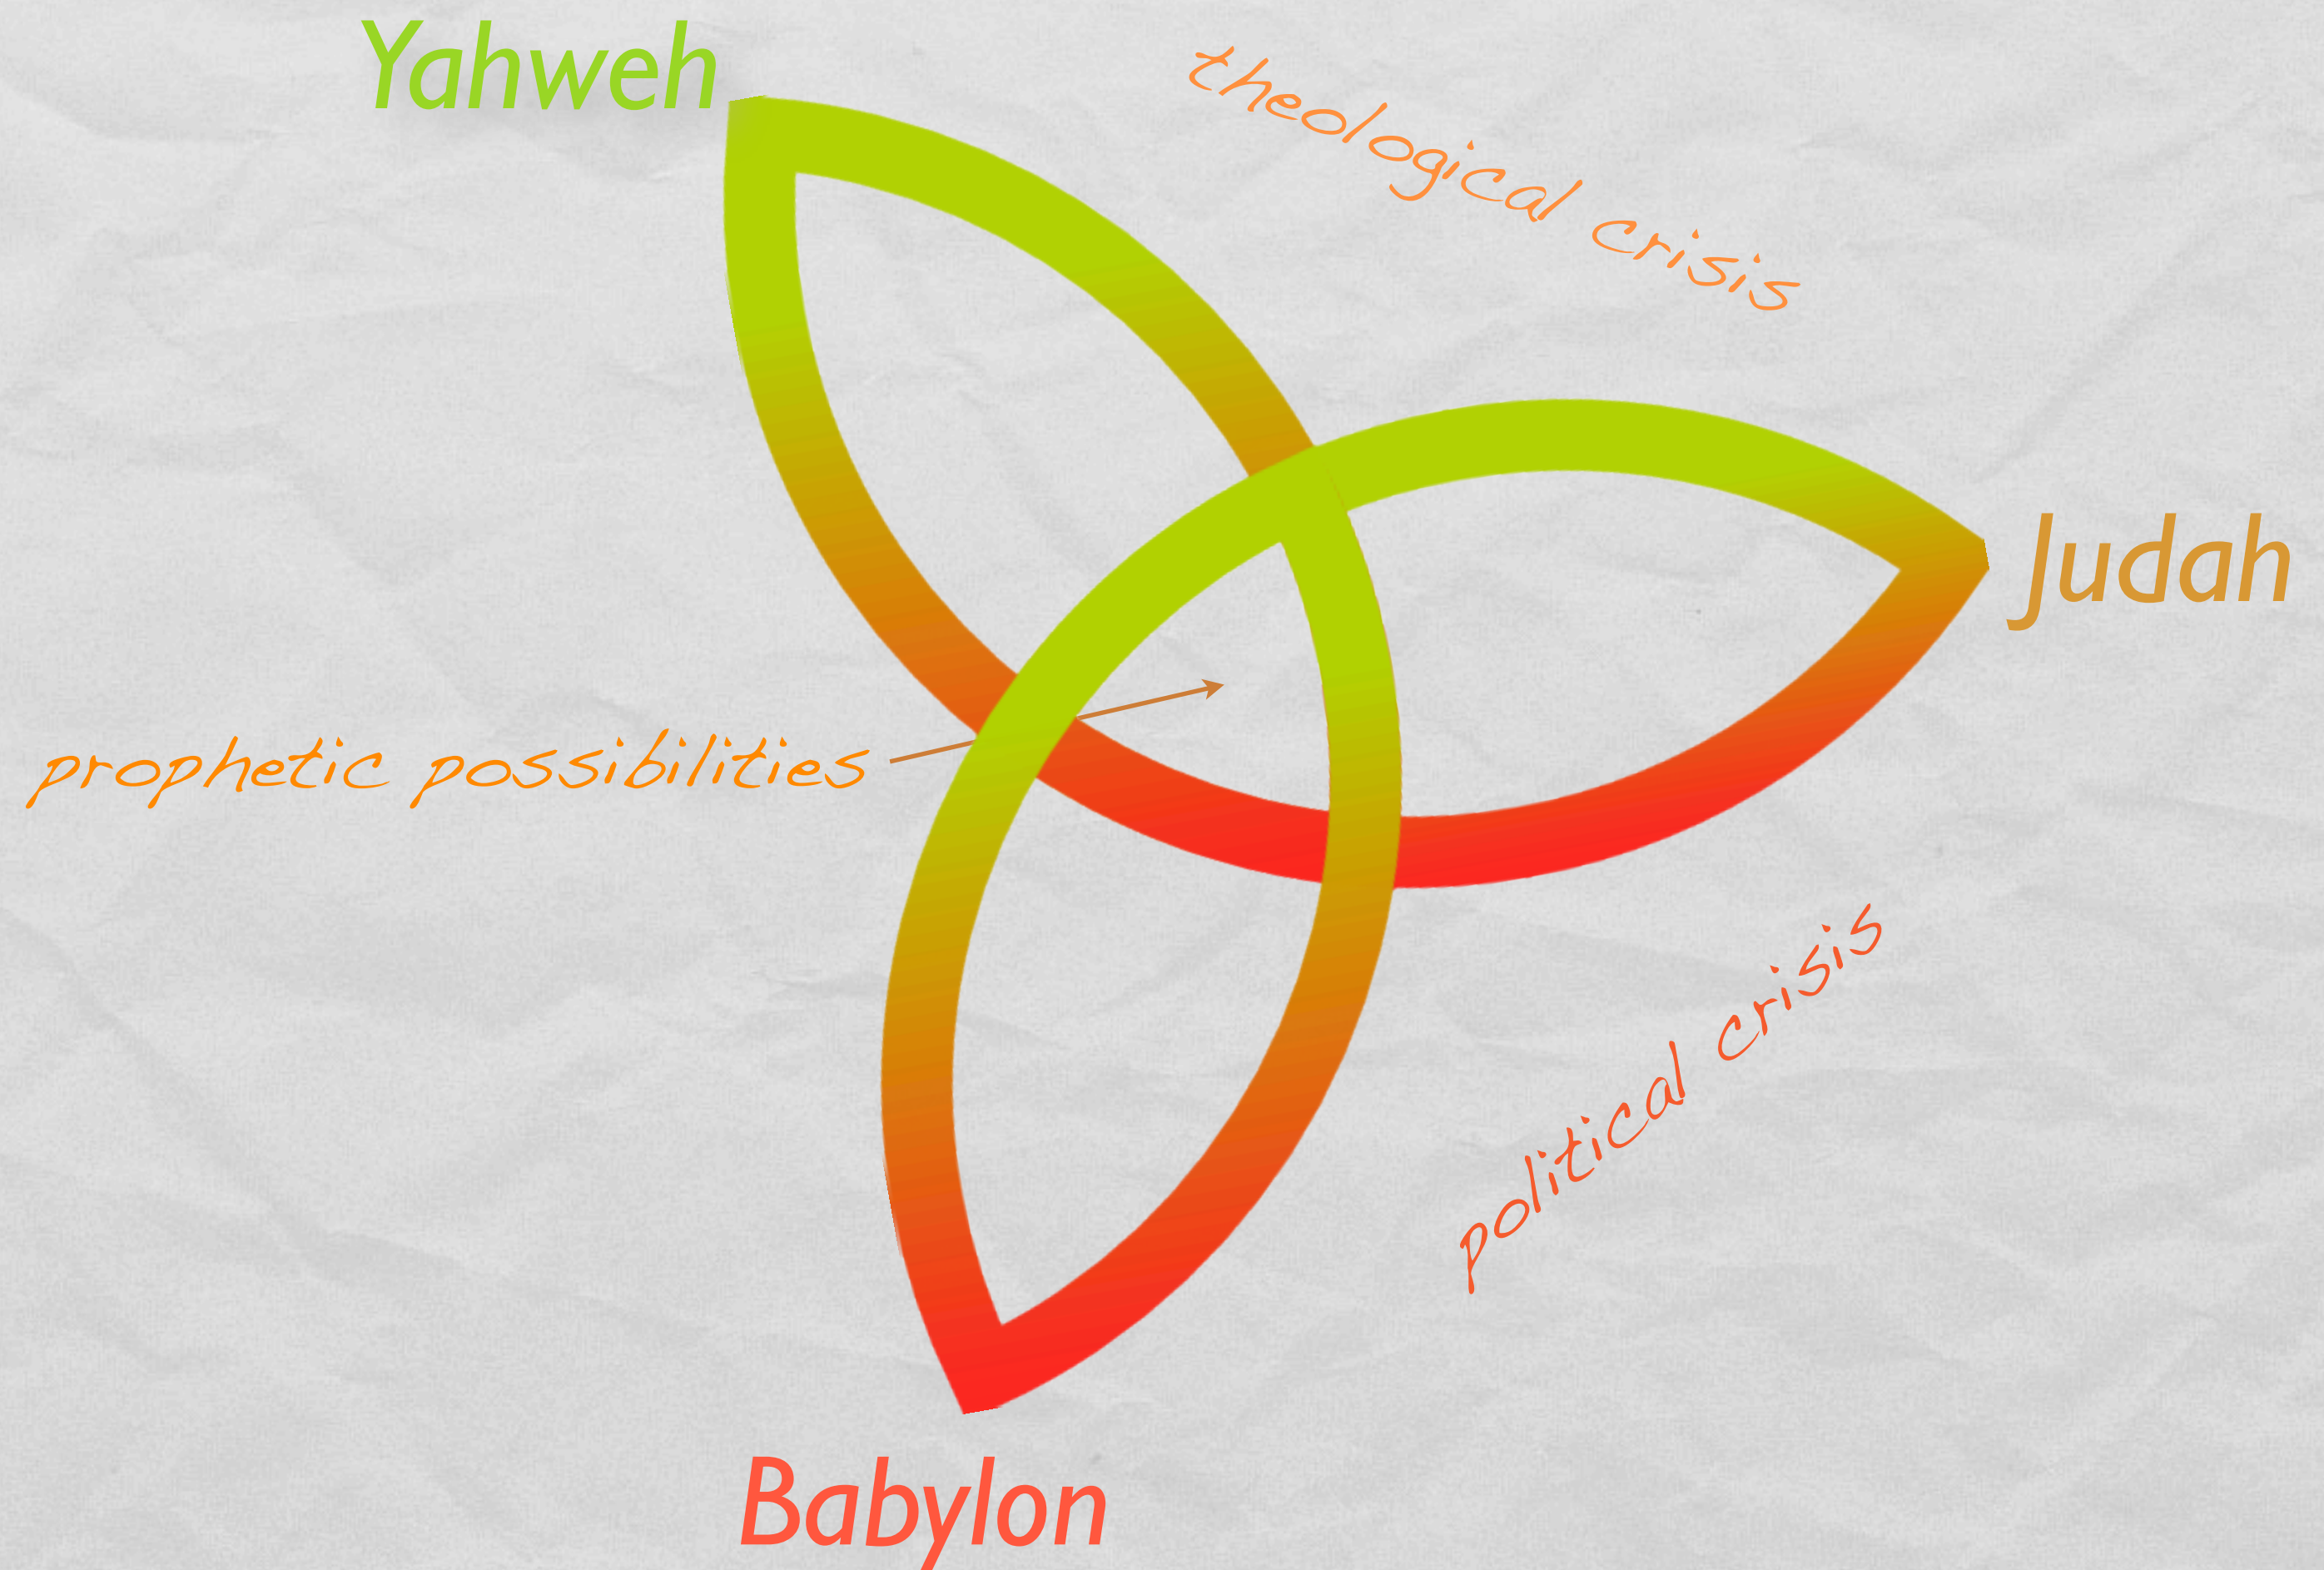 Yahweh
theological crisis
Judah
prophetic possibilities
political crisis
Babylon